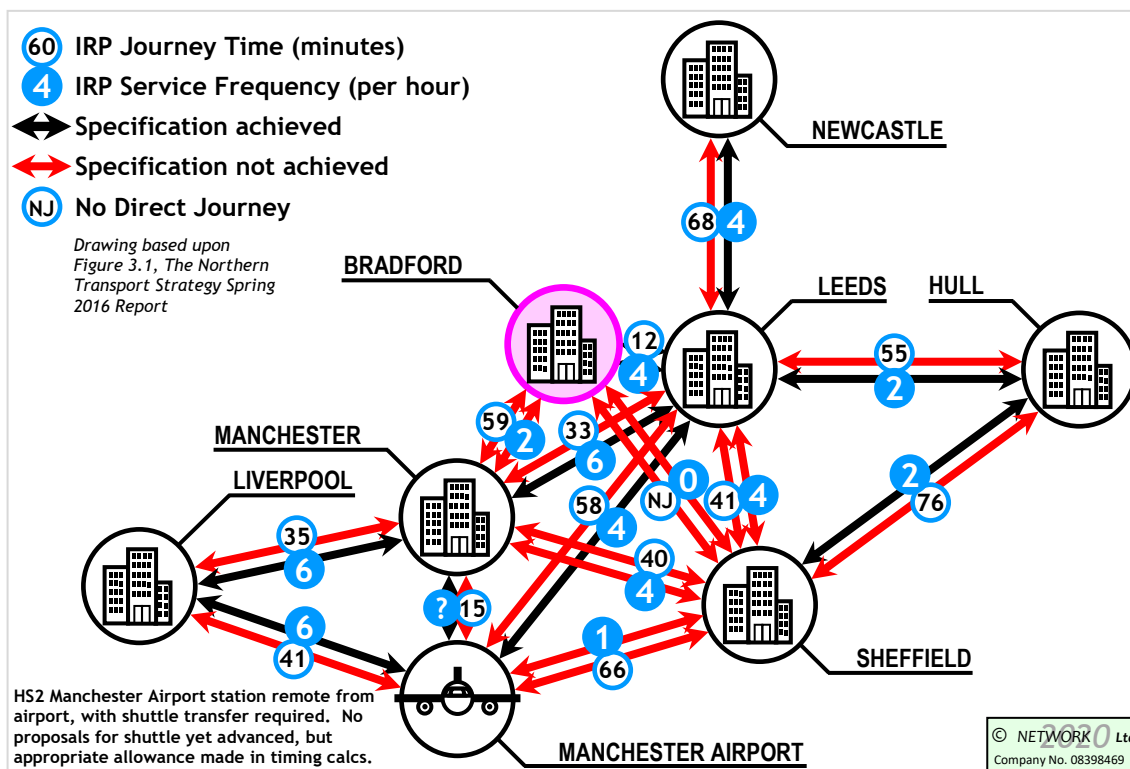 60 IRP Journey Time (minutes)
4 IRP Service Frequency (per hour)
Specification achieved
Specification not achieved
NJ No Direct Journey
Drawing based upon
Figure 3.1, The Northern
Transport Strategy Spring
2016 Report
NEWCASTLE
68 4
BRADFORD
LEEDS
HULL
12
4
55
2
59 2
33
6
MANCHESTER
LIVERPOOL
NJ 0
41 4
2
76
58
4
35
6
40
4
? 15
6
41
1
66
SHEFFIELD
MANCHESTER AIRPORT
HS2 Manchester Airport station remote from
airport, with shuttle transfer required. No
proposals for shuttle yet advanced, but
appropriate allowance made in timing calcs.
© NETWORK 2020 Ltd
Company No. 08398469